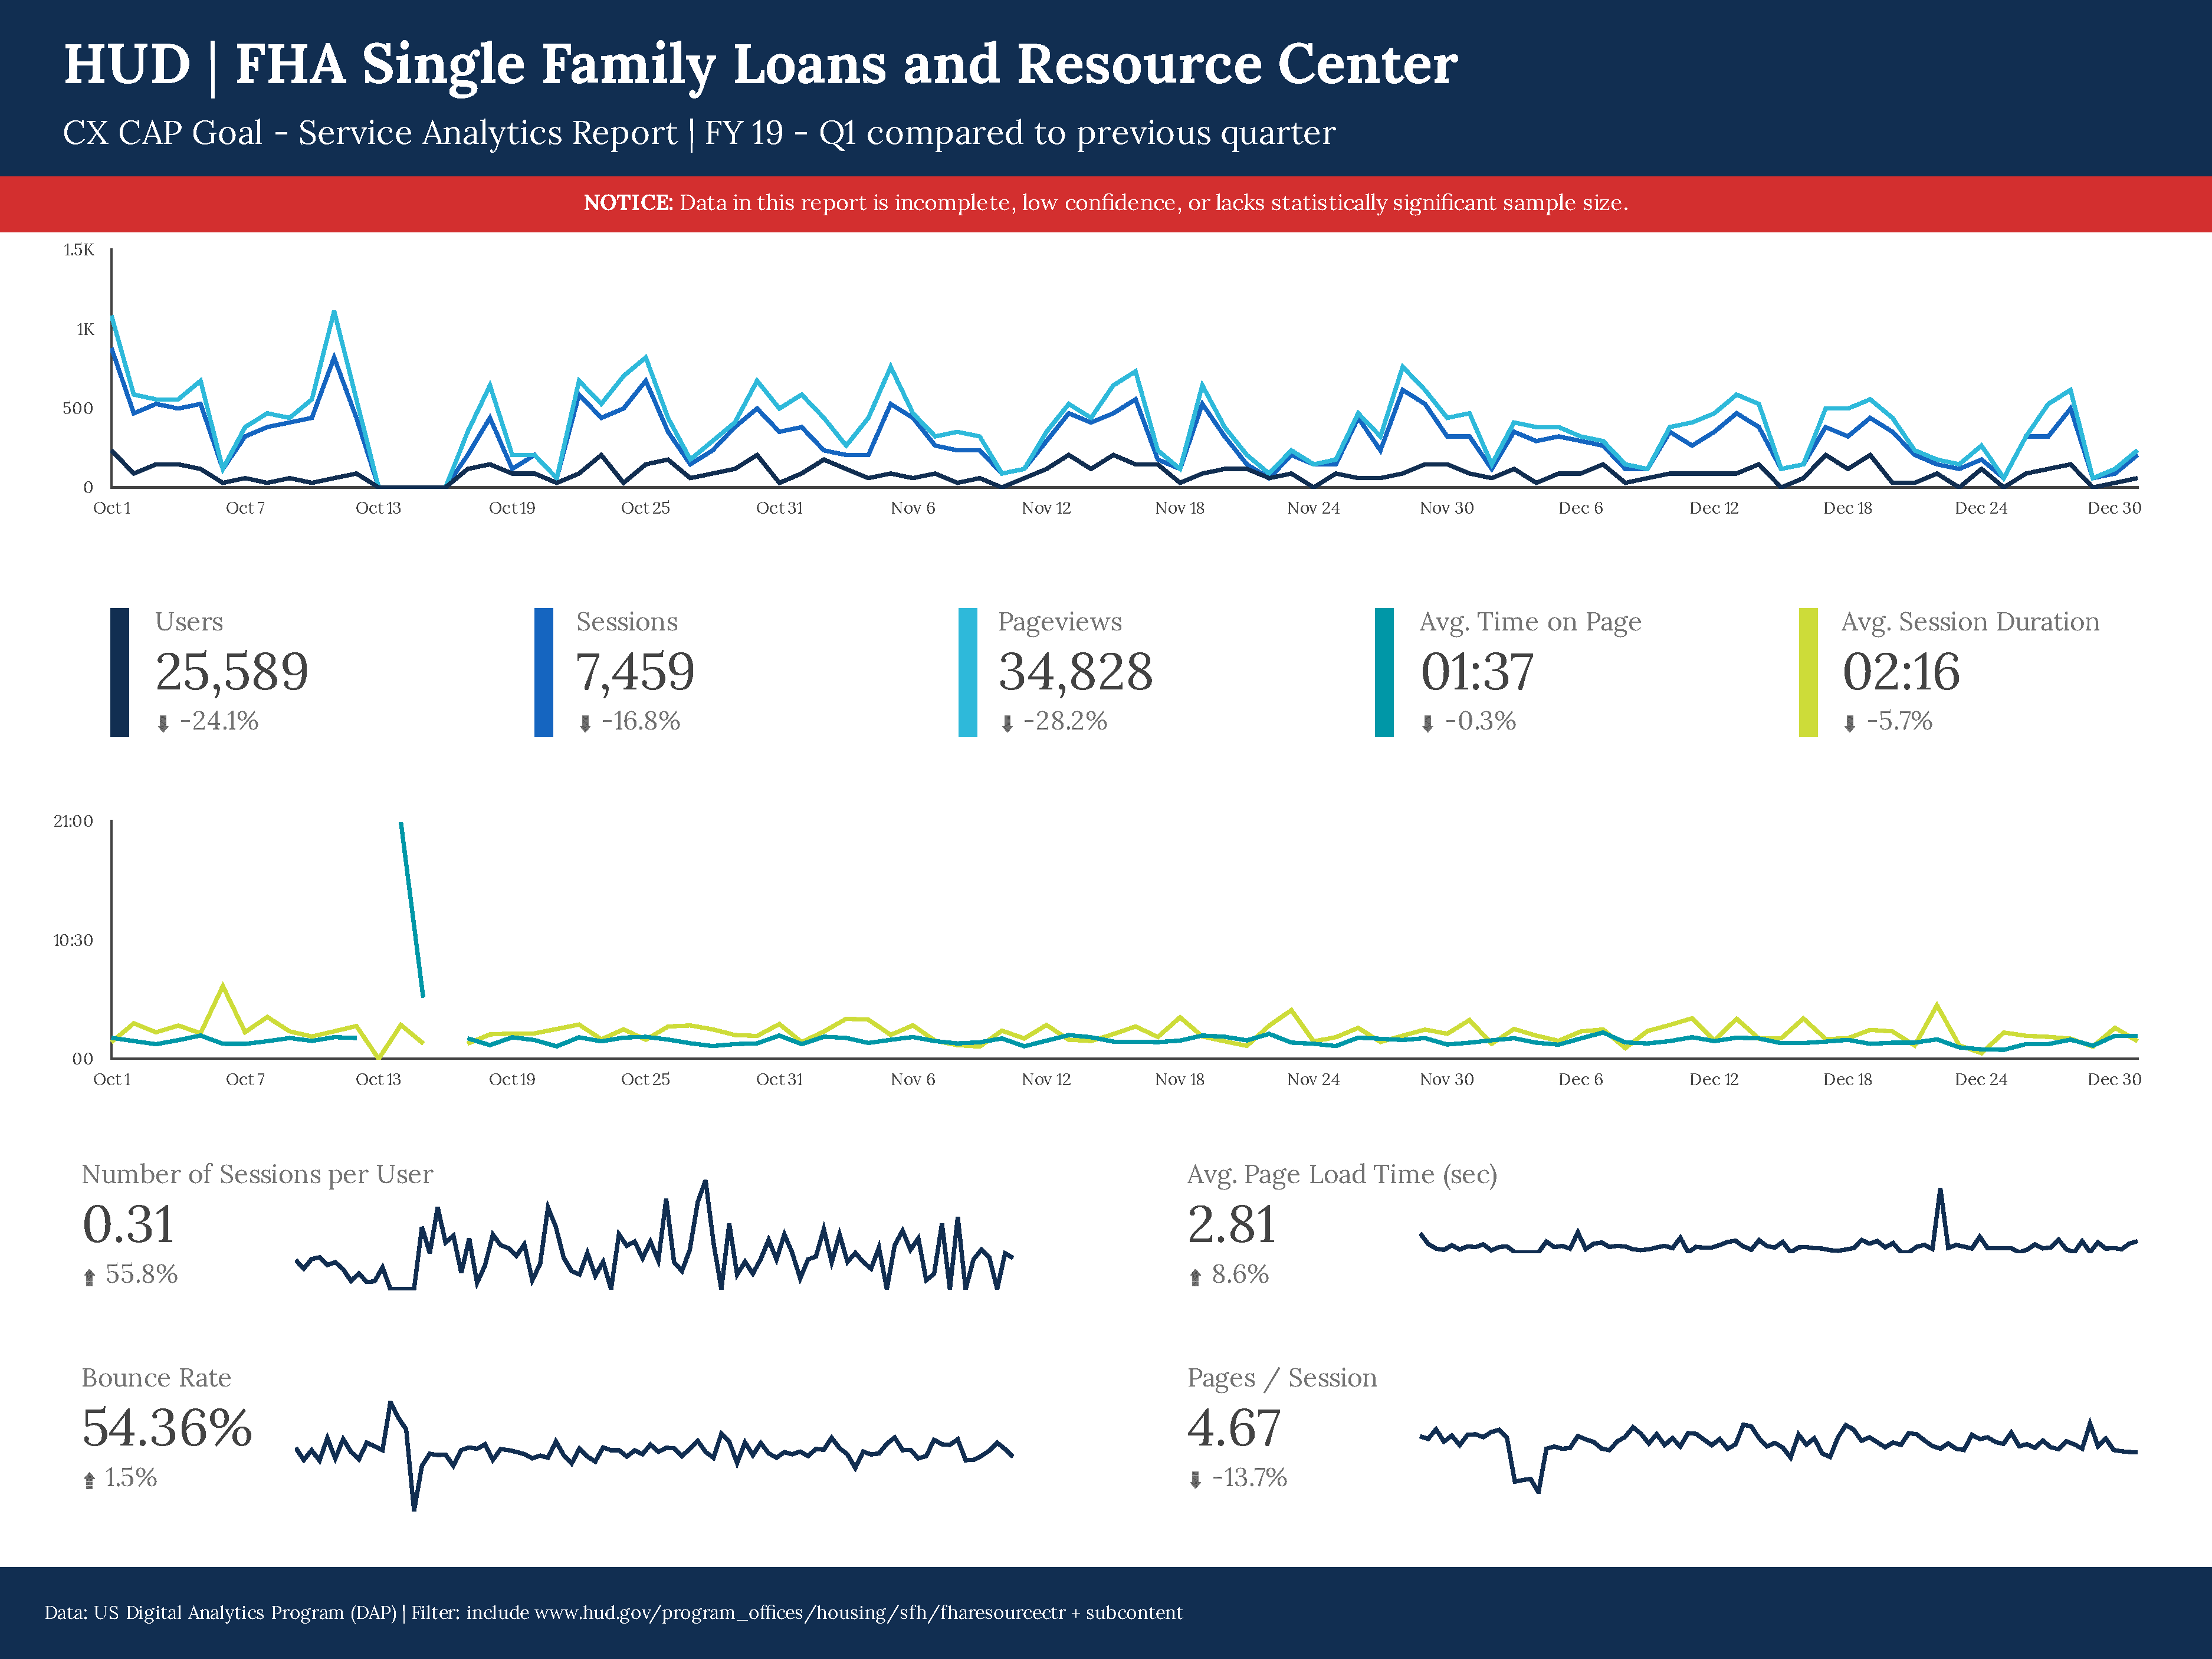 HUD | FHA Single Family Loans and Resource Center
CX CAP Goal - Service Analytics Report | FY 19 - Q1 compared to previous quarter
NOTICE: Data in this report is incomplete, low confidence, or lacks statistically significant sample size.
1.5K
1K
500
0
Oct 1 Oct 7 Oct 13 Oct 19 Oct 25 Oct 31 Nov 6 Nov 12 Nov 18 Nov 24 Nov 30 Dec 6 Dec 12 Dec 18 Dec 24 Dec 30
Users Sessions Pageviews Avg. Time on Page Avg. Session Duration
25,589 7,459 34,828 01:37 02:16
-24.1% -16.8% -28.2% -0.3% -5.7%
21:00
10:30
00
Oct 1 Oct 7 Oct 13 Oct 19 Oct 25 Oct 31 Nov 6 Nov 12 Nov 18 Nov 24 Nov 30 Dec 6 Dec 12 Dec 18 Dec 24 Dec 30
Number of Sessions per User
0.31
55.8%
Avg. Page Load Time (sec)
2.81
8.6%
Bounce Rate
54.36%
1.5%
Pages / Session
4.67
-13.7%
Data: US Digital Analytics Program (DAP) | Filter: include www.hud.gov/program_offices/housing/sfh/fharesourcectr + subcontent